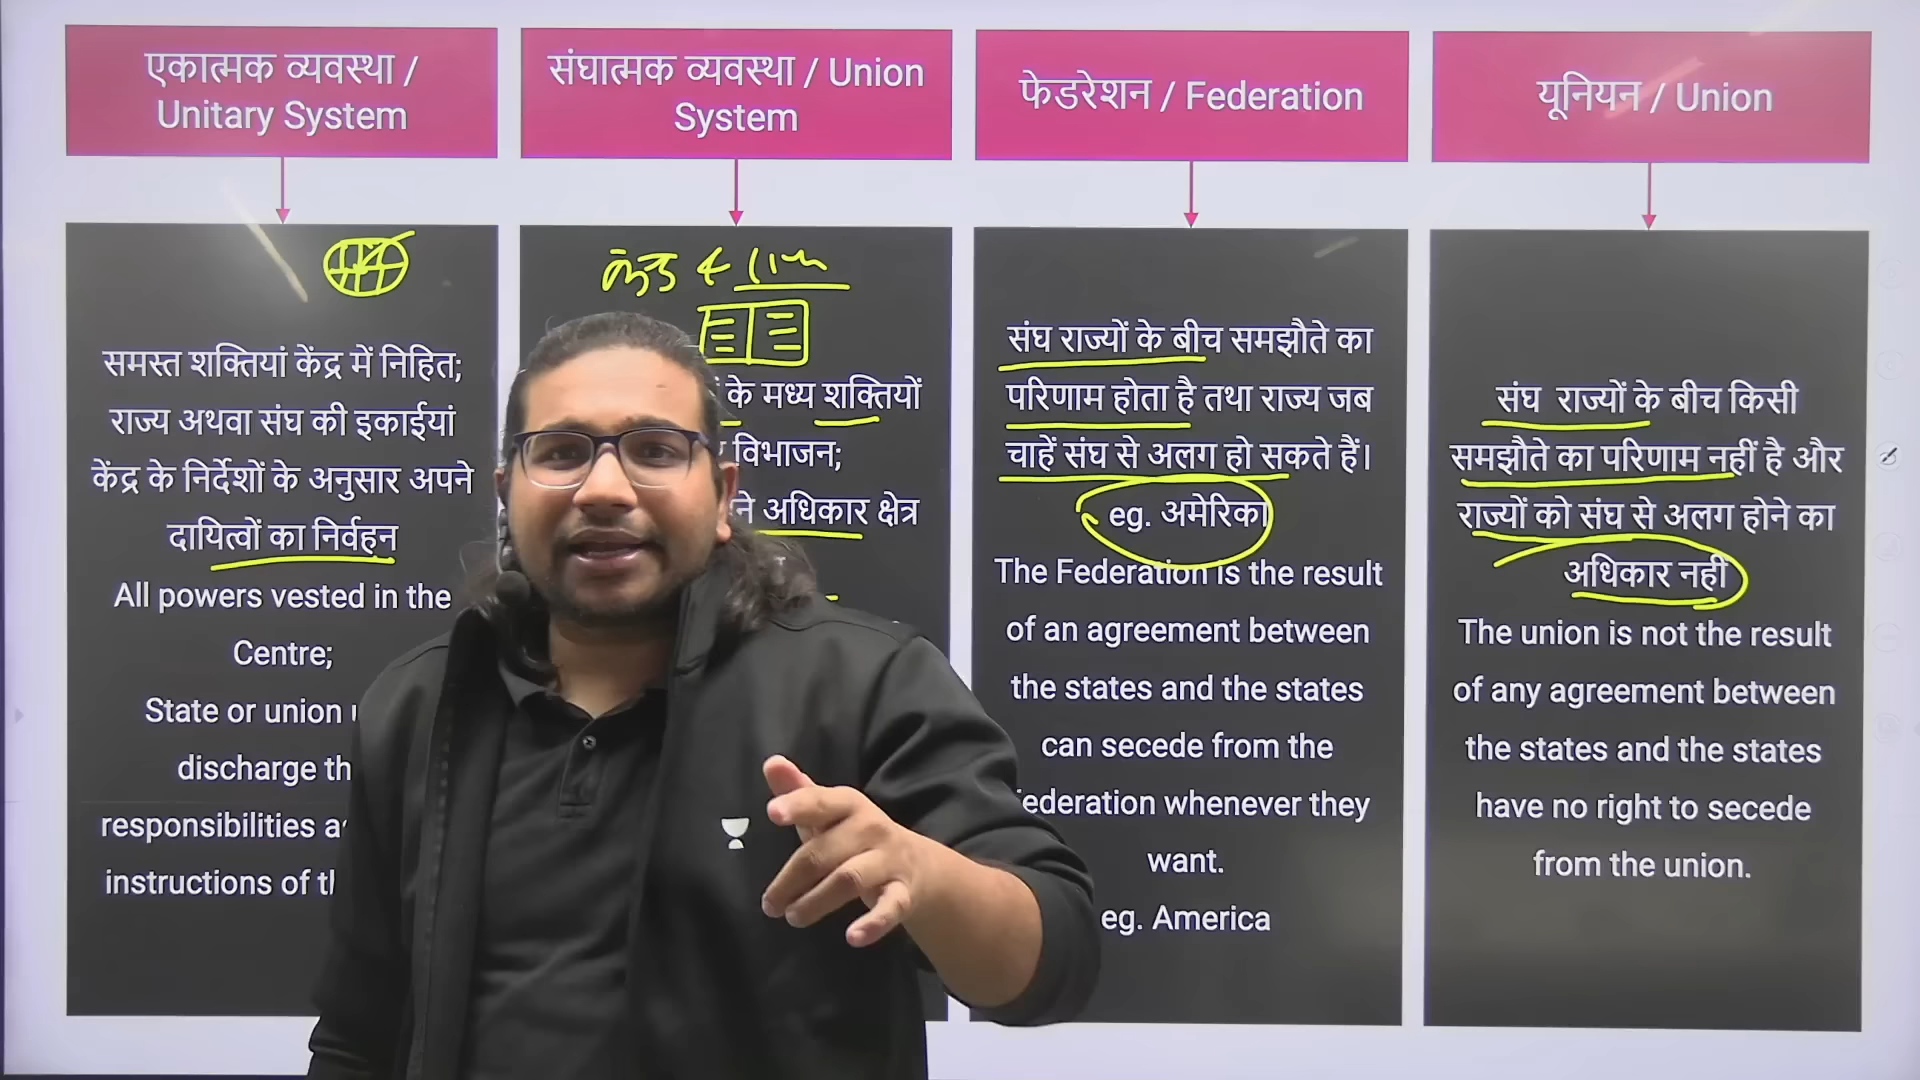 एकात्मक व्यवस्था /
Unitary System
संघात्मक व्यवस्था / Union
System
फेडरेशन / Federation
यूनियन / Union
समस्त शक्तियां केंद्र में निहित;
राज्य अथवा संघ की इकाईयां
केंद्र के निर्देशों के अनुसार अपने
दायित्वों का निर्वहन
All powers vested in the
Centre;
State or union
discharge
responsibilities
instructions of
के मध्य शक्तियों
विभाजन;
अधिकार क्षेत्र
संघ राज्यों के बीच समझौते का
परिणाम होता है तथा राज्य जब
चाहें संघ से अलग हो सकते हैं।
eg. अमेरिका
The Federation is the result
of an agreement between
the states and the states
can secede from the
federation whenever they
want.
eg. America
संघ राज्यों के बीच किसी
समझौते का परिणाम नहीं है और
राज्यों को संघ से अलग होने का
अधिकार नहीं
The union is not the result
of any agreement between
the states and the states
have no right to secede
from the union.